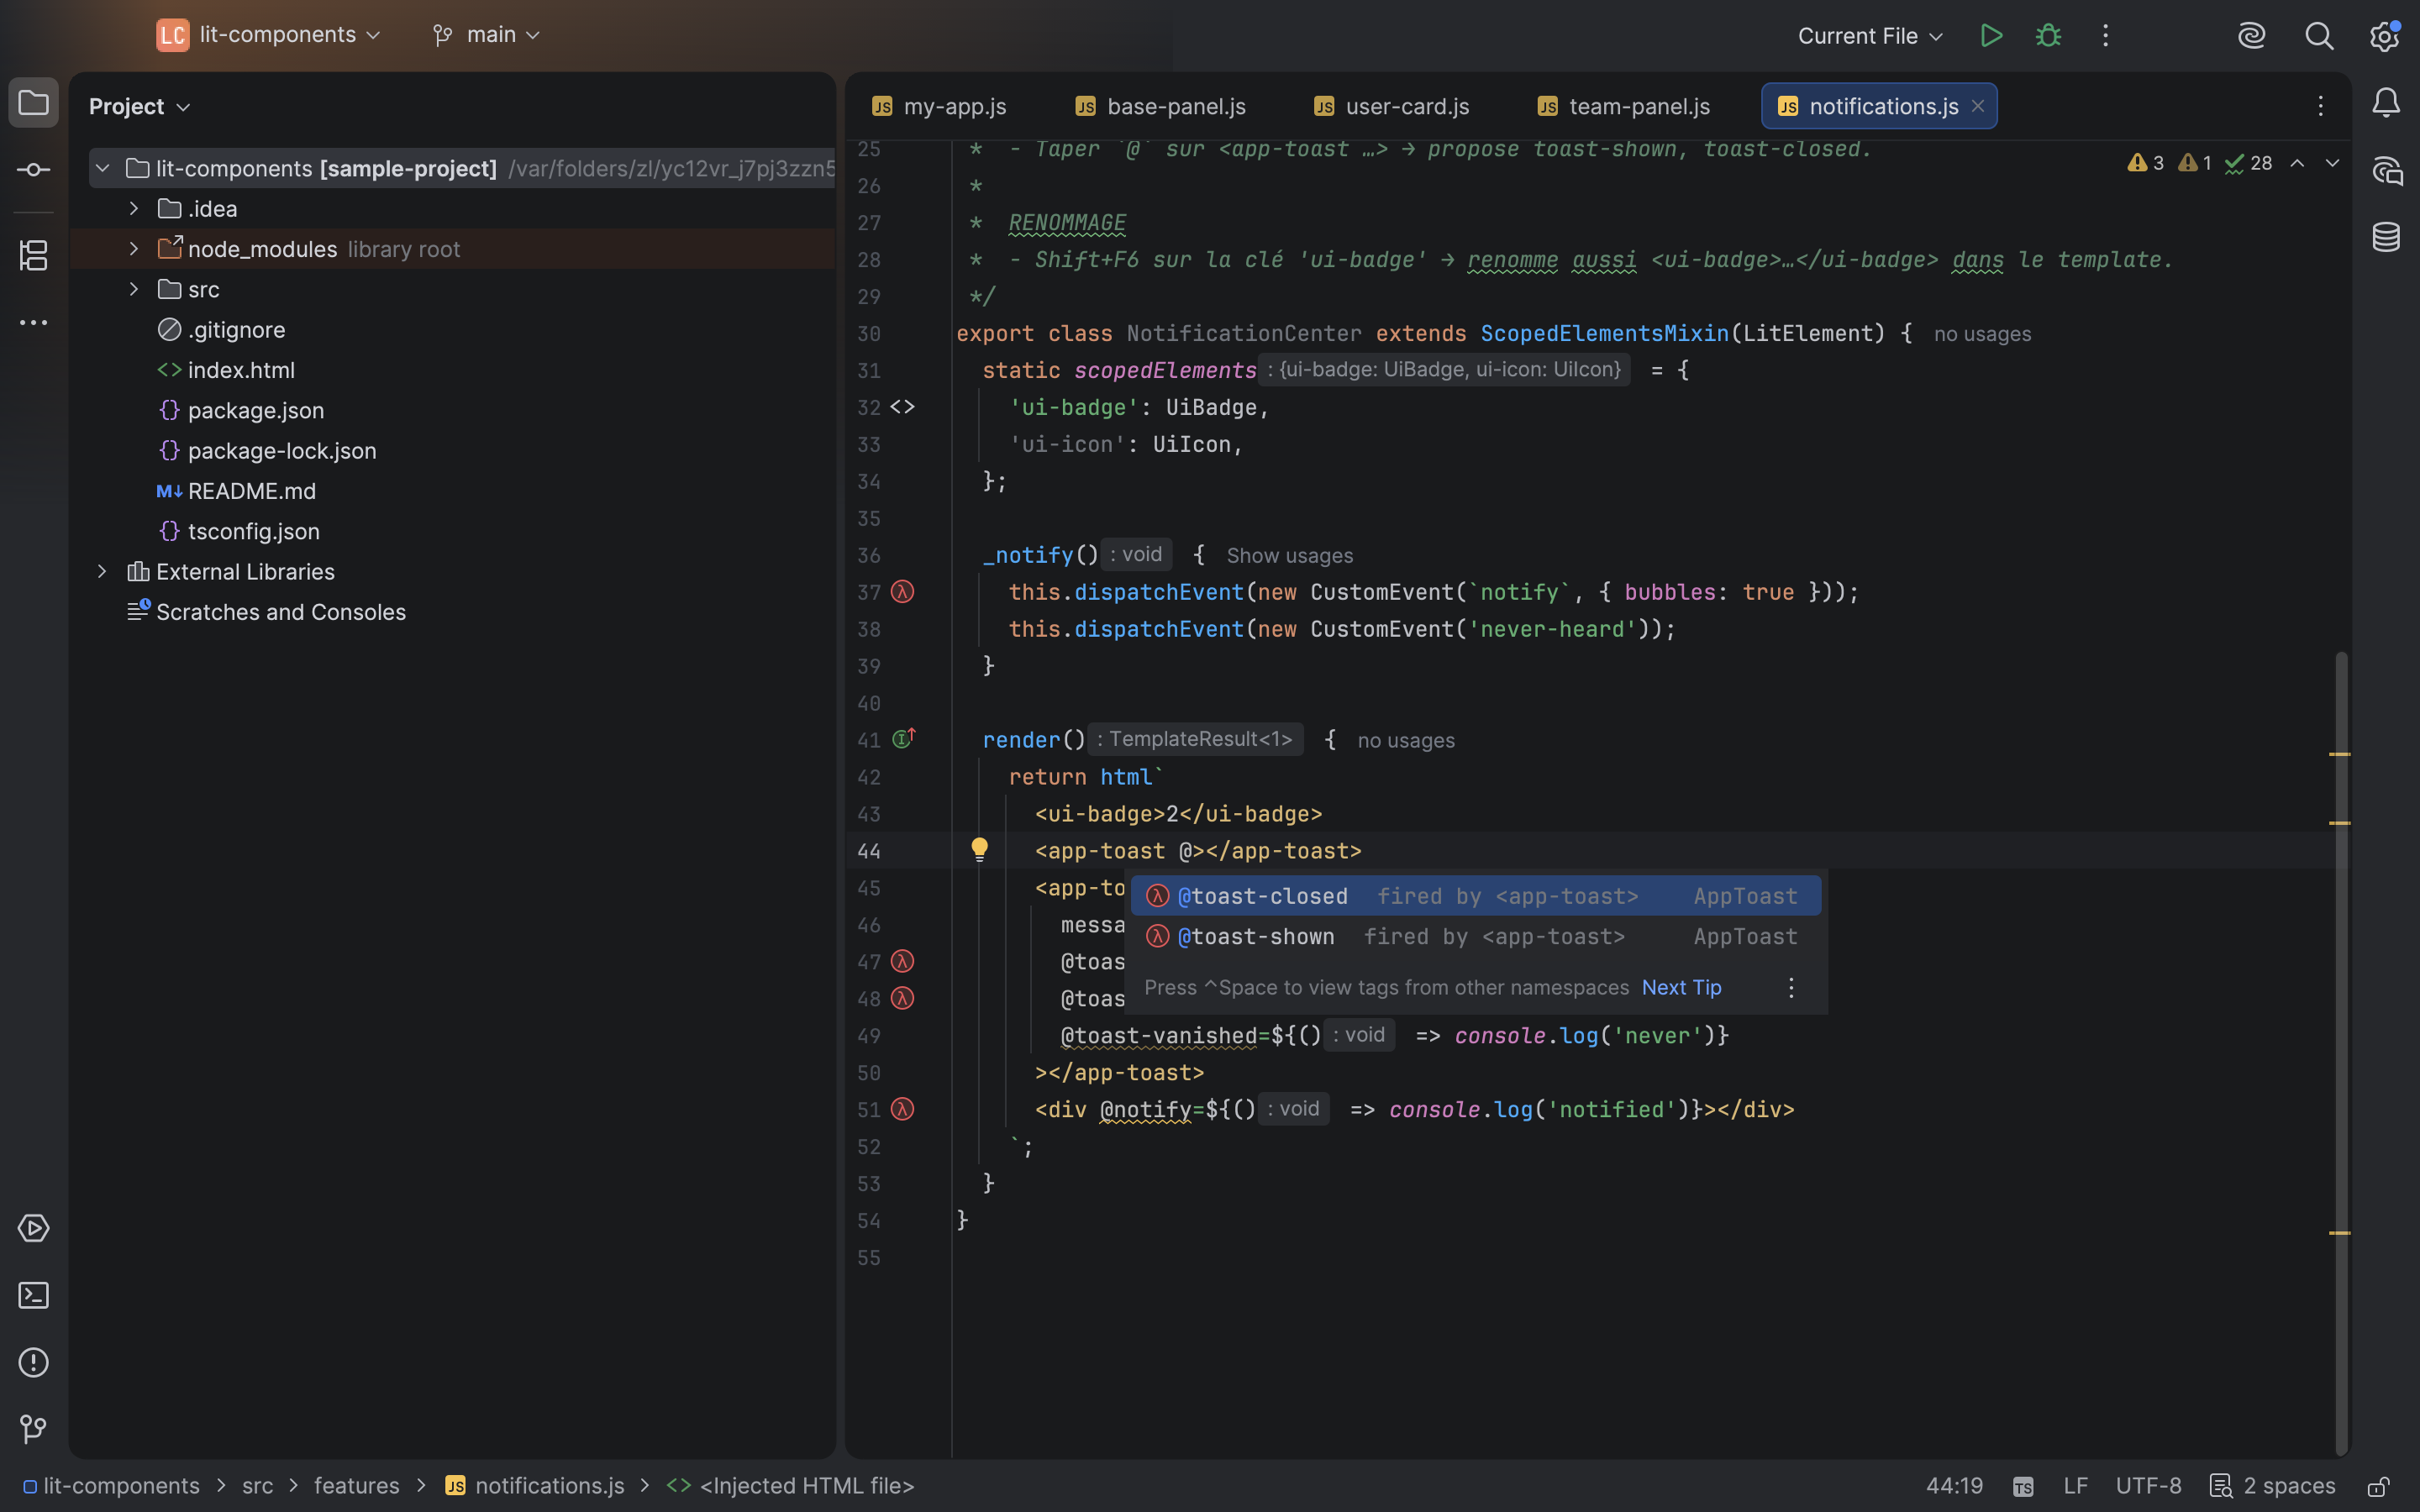 LC lit-components main Current File
Project
my-app.js base-panel.js user-card.js team-panel.js notifications.js
lit-components [sample-project] /var/folders/zl/yc12vr_j7pj3zzn5
.idea
node_modules library root
src
.gitignore
index.html
package.json
package-lock.json
README.md
tsconfig.json
External Libraries
Scratches and Consoles
3 1 28
25 * - Taper `@` sur <app-toast …> → propose toast-shown, toast-closed.
26 *
27 * RENOMMAGE
28 * - Shift+F6 sur la clé 'ui-badge' → renomme aussi <ui-badge>…</ui-badge> dans le template.
29 */
30 export class NotificationCenter extends ScopedElementsMixin(LitElement) { no usages
31 static scopedElements : {ui-badge: UiBadge, ui-icon: UiIcon} = {
32 'ui-badge': UiBadge,
33 'ui-icon': UiIcon,
34 };
35
36 _notify() : void { Show usages
37 this.dispatchEvent(new CustomEvent(`notify`, { bubbles: true }));
38 this.dispatchEvent(new CustomEvent('never-heard'));
39 }
40
41 render() : TemplateResult<1> { no usages
42 return html`
43 <ui-badge>2</ui-badge>
44 <app-toast @></app-toast>
45 <app-to
@toast-closed fired by <app-toast> AppToast
46 messa
@toast-shown fired by <app-toast> AppToast
47 @toas
Press ^Space to view tags from other namespaces Next Tip
48 @toas
49 @toast-vanished=${() : void => console.log('never')}
50 ></app-toast>
51 <div @notify=${() : void => console.log('notified')}></div>
52 `;
53 }
54 }
55
lit-components > src > features > JS notifications.js > <> <Injected HTML file> 44:19 TS LF UTF-8 2 spaces